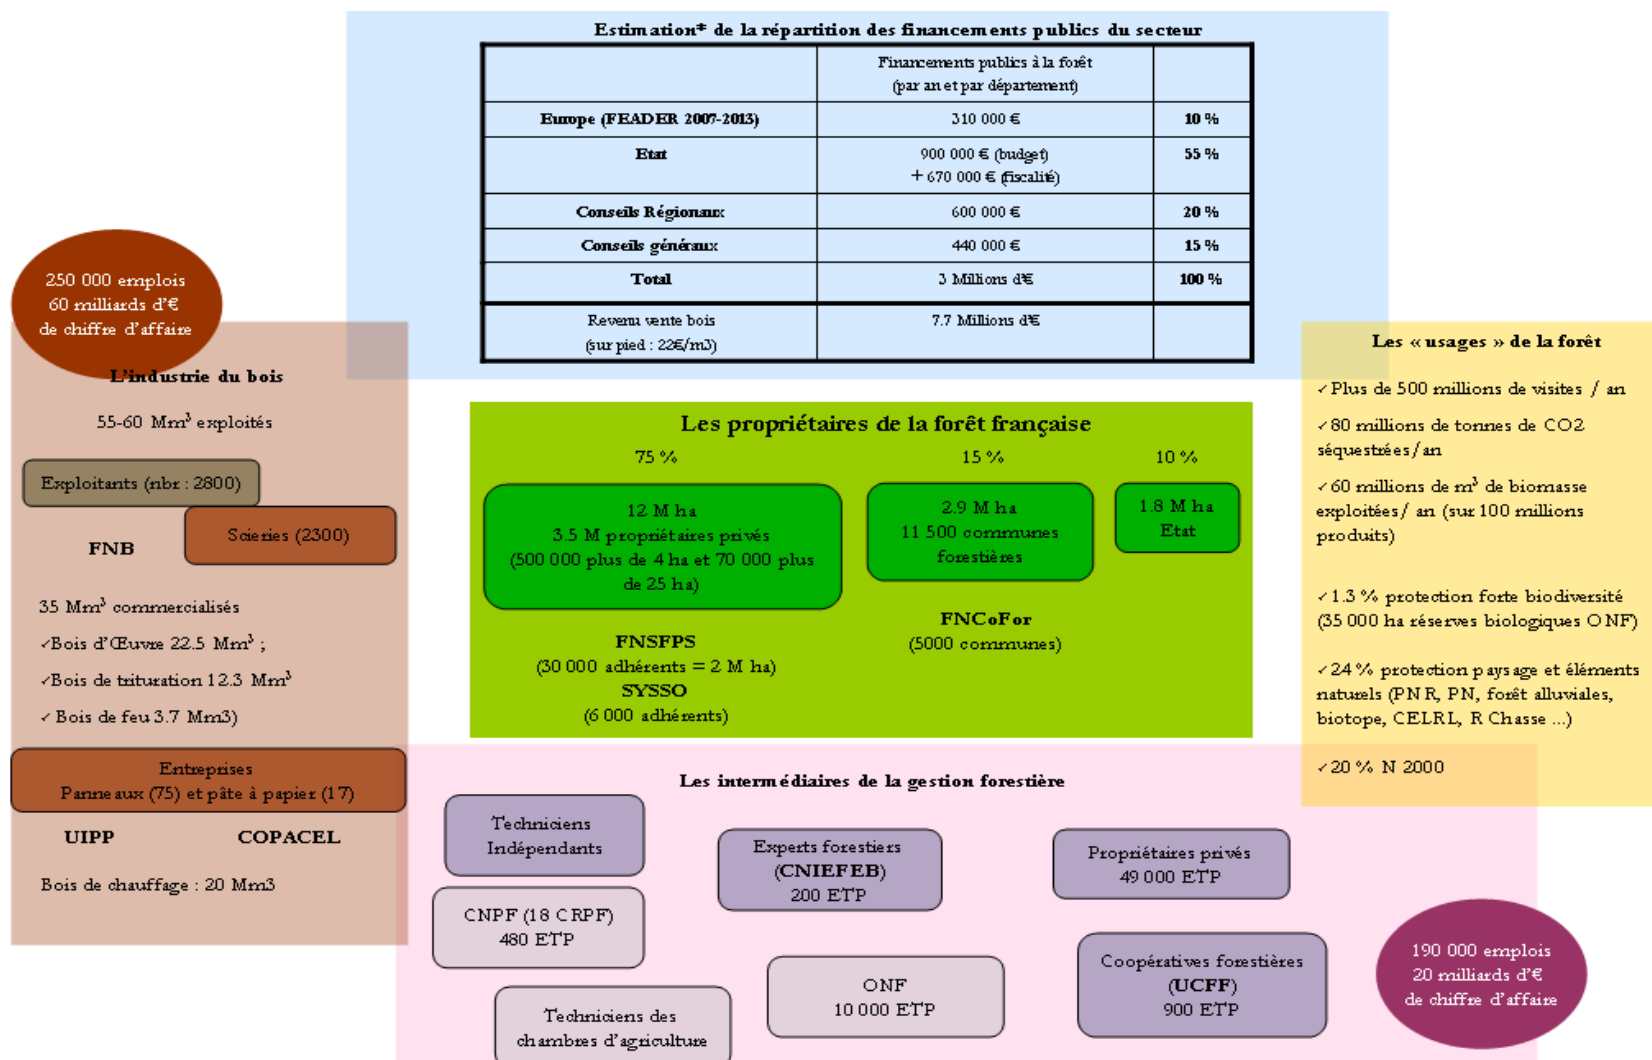 Estimation* de la répartition des financements publics du secteur
Financements publics à la forêt
(par an et par département)
Europe (FEADER 2007-2013) 310 000 € 10 %
Etat 900 000 € (budget) 55 %
+ 670 000 € (fiscalité)
Conseils Régionaux 600 000 € 20 %
Conseils généraux 440 000 € 15 %
Total 3 Millions d'€ 100 %
Revenu vente bois 7.7 Millions d'€
(sur pied : 22€/m3)
250 000 emplois
60 milliards d'€
de chiffre d'affaire
L'industrie du bois
55-60 Mm³ exploités
Exploitants (nbr : 2800)
Scieries (2300)
FNB
35 Mm³ commercialisés
✓Bois d'Œuvre 22.5 Mm³ ;
✓Bois de trituration 12.3 Mm³
✓ Bois de feu 3.7 Mm3)
Entreprises
Panneaux (75) et pâte à papier (17)
UIPP COPACEL
Bois de chauffage : 20 Mm3
Les propriétaires de la forêt française
75 % 15 % 10 %
12 M ha
3.5 M propriétaires privés
(500 000 plus de 4 ha et 70 000 plus
de 25 ha)
2.9 M ha
11 500 communes
forestières
1.8 M ha
Etat
FNSFPS
(30 000 adhérents = 2 M ha)
SYSSO
(6 000 adhérents)
FNCoFor
(5000 communes)
Les « usages » de la forêt
✓Plus de 500 millions de visites / an
✓80 millions de tonnes de CO2
séquestrées/an
✓60 millions de m³ de biomasse
exploitées/ an (sur 100 millions
produits)
✓1.3 % protection forte biodiversité
(35 000 ha réserves biologiques ONF)
✓24 % protection paysage et éléments
naturels (PNR, PN, forêt alluviales,
biotope, CELRL, R Chasse ...)
✓20 % N 2000
Les intermédiaires de la gestion forestière
Techniciens
Indépendants
Experts forestiers
(CNIEFEB)
200 ETP
Propriétaires privés
49 000 ETP
CNPF (18 CRPF)
480 ETP
ONF
10 000 ETP
Coopératives forestières
(UCFF)
900 ETP
Techniciens des
chambres d'agriculture
190 000 emplois
20 milliards d'€
de chiffre d'affaire